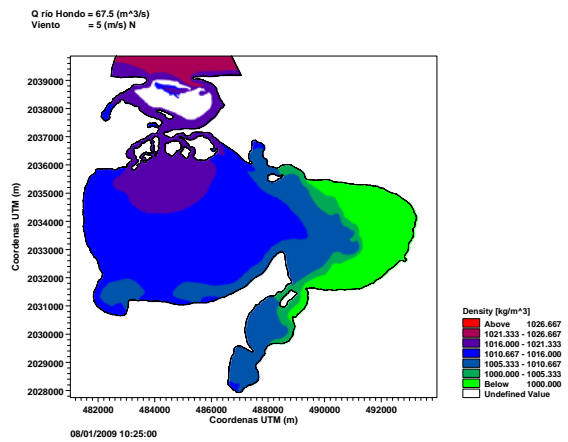 Q río Hondo = 67.5 (m^3/s)
Viento = 5 (m/s) N
2039000
2038000
2037000
2036000
2035000
2034000
2033000
2032000
2031000
2030000
2029000
2028000
Coordenas UTM (m)
482000 484000 486000 488000 490000 492000
Coordenas UTM (m)
08/01/2009 10:25:00
Density [kg/m^3]
Above 1026.667
1021.333 - 1026.667
1016.000 - 1021.333
1010.667 - 1016.000
1005.333 - 1010.667
1000.000 - 1005.333
Below 1000.000
Undefined Value